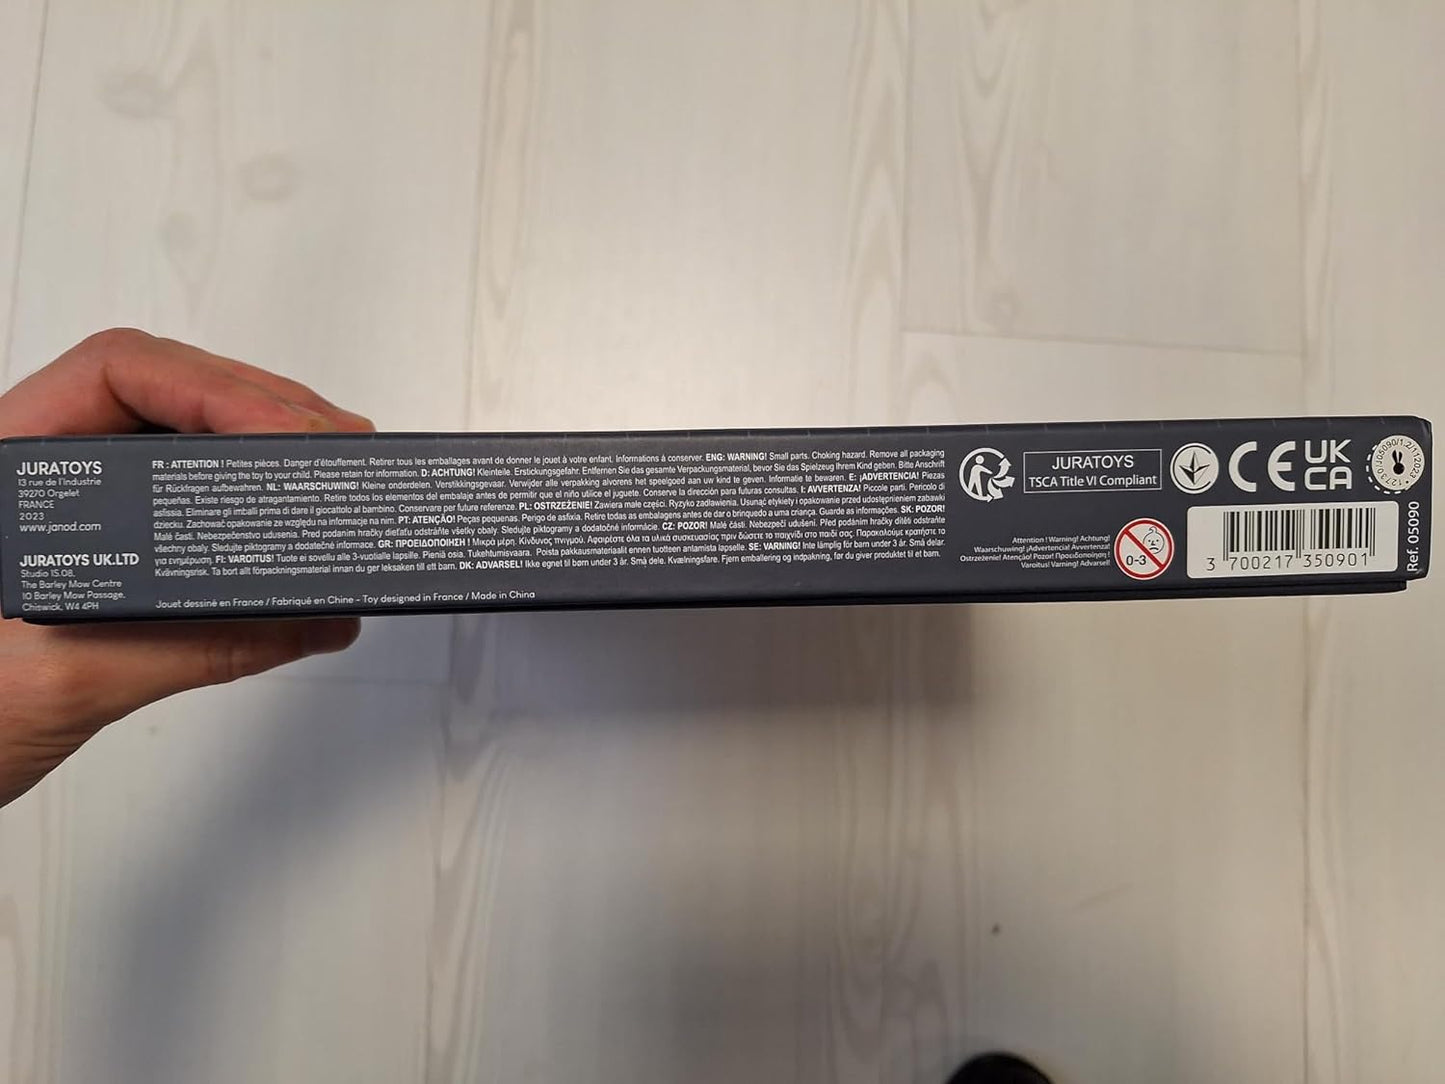 JURATOYS
13 rue de l'Industrie
39270 Orgelet
FRANCE
2023
www.janod.com
JURATOYS UK.LTD
Studio 15.08,
The Barley Mow Centre
10 Barley Mow Passage,
Chiswick, W4 4PH
FR : ATTENTION ! Petites pièces. Danger d'étouffement. Retirer tous les emballages avant de donner le jouet à votre enfant. Informations à conserver. ENG: WARNING! Small parts. Choking hazard. Remove all packaging
materials before giving the toy to your child. Please retain for information. D: ACHTUNG! Kleinteile. Erstickungsgefahr. Entfernen Sie das gesamte Verpackungsmaterial, bevor Sie das Spielzeug Ihrem Kind geben. Bitte Anschrift
für Rückfragen aufbewahren. NL: WAARSCHUWING! Kleine onderdelen. Verstikkingsgevaar. Verwijder alle verpakking alvorens het speelgoed aan uw kind te geven. Informatie te bewaren. E: ¡ADVERTENCIA! Piezas
pequeñas. Existe riesgo de atragantamiento. Retire todos los elementos del embalaje antes de permitir que el niño utilice el juguete. Conserve la dirección para futuras consultas. I: AVVERTENZA! Piccole parti. Pericolo di
asfissia. Eliminare gli imballi prima di dare il giocattolo al bambino. Conservare per future referenze. PL: OSTRZEŻENIE! Zawiera małe części. Ryzyko zadławienia. Usunąć etykiety i opakowanie przed udostępnieniem zabawki
dziecku. Zachować opakowanie ze względu na informacje na nim. PT: ATENÇÃO! Peças pequenas. Perigo de asfixia. Retire todas as embalagens antes de dar o brinquedo a uma criança. Guarde as informações. SK: POZOR!
Malé časti. Nebezpečenstvo udusenia. Pred podaním hračky dieťaťu odstráňte všetky obaly. Sledujte piktogramy a dodatočné informácie. CZ: POZOR! Malé části. Nebezpečí udušení. Před podáním hračky dítěti odstraňte
všechny obaly. Sledujte piktogramy a dodatečné informace. GR: ΠΡΟΕΙΔΟΠΟΙΗΣΗ ! Μικρά μέρη. Κίνδυνος πνιγμού. Αφαιρέστε όλα τα υλικά συσκευασίας πριν δώσετε το παιχνίδι στο παιδί σας. Παρακαλούμε κρατήστε το
για ενημέρωση. FI: VAROITUS! Tuote ei sovellu alle 3-vuotialle lapsille. Pieniä osia. Tukehtumisvaara. Poista pakkausmateriaalit ennen tuotteen antamista lapselle. SE: VARNING! Inte lämplig för barn under 3 år. Små delar.
Kvävningsrisk. Ta bort allt förpackningsmaterial innan du ger leksaken till ett barn. DK: ADVARSEL! Ikke egnet til børn under 3 år. Små dele. Kvælningsfare. Fjern emballering og indpakning, før du giver produktet til et barn.
Jouet dessiné en France / Fabriqué en Chine - Toy designed in France / Made in China
JURATOYS
TSCA Title VI Compliant
CE
UK
CA
Attention ! Warning! Achtung!
Waarschuwing! ¡Advertencia! Avvertenza!
Ostrzeżenie! Atenção! Pozor! Προειδοποίηση !
Varoitus! Varning! Advarsel!
0-3
3 700217 350901
Ref. 05090